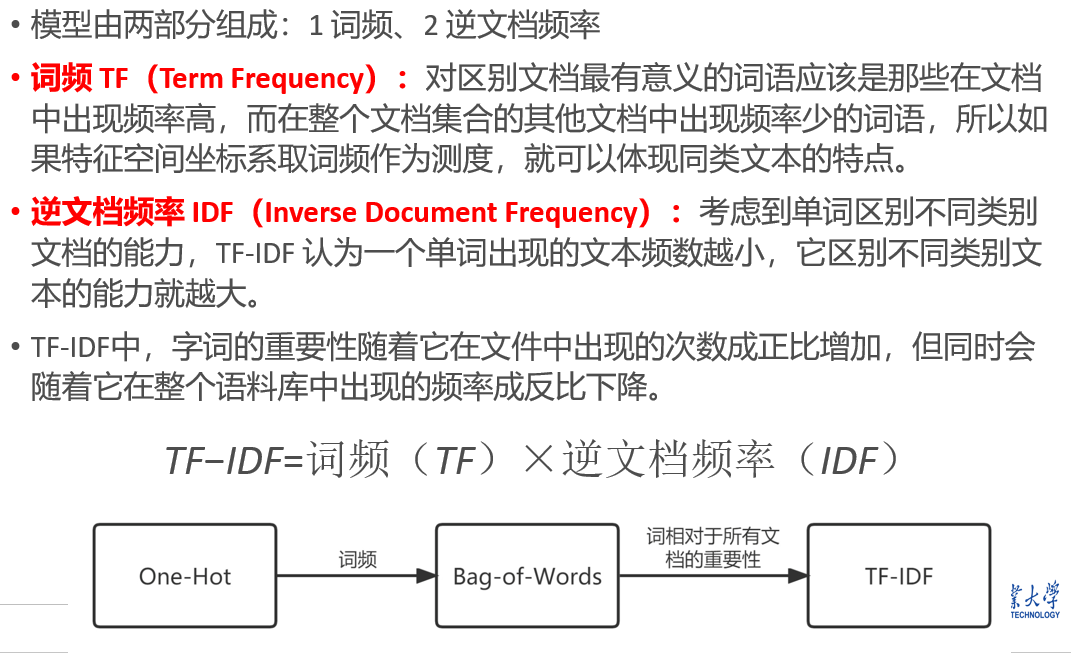 • 模型由两部分组成：1 词频、2 逆文档频率
• 词频 TF（Term Frequency）：对区别文档最有意义的词语应该是那些在文档
中出现频率高，而在整个文档集合的其他文档中出现频率少的词语，所以如
果特征空间坐标系取词频作为测度，就可以体现同类文本的特点。
• 逆文档频率 IDF（Inverse Document Frequency）：考虑到单词区别不同类别
文档的能力，TF-IDF 认为一个单词出现的文本频数越小，它区别不同类别文
本的能力就越大。
• TF-IDF中，字词的重要性随着它在文件中出现的次数成正比增加，但同时会
随着它在整个语料库中出现的频率成反比下降。
TF−IDF=词频（TF）×逆文档频率（IDF）
One-Hot
词频
Bag-of-Words
词相对于所有文
档的重要性
TF-IDF
業大學
TECHNOLOGY